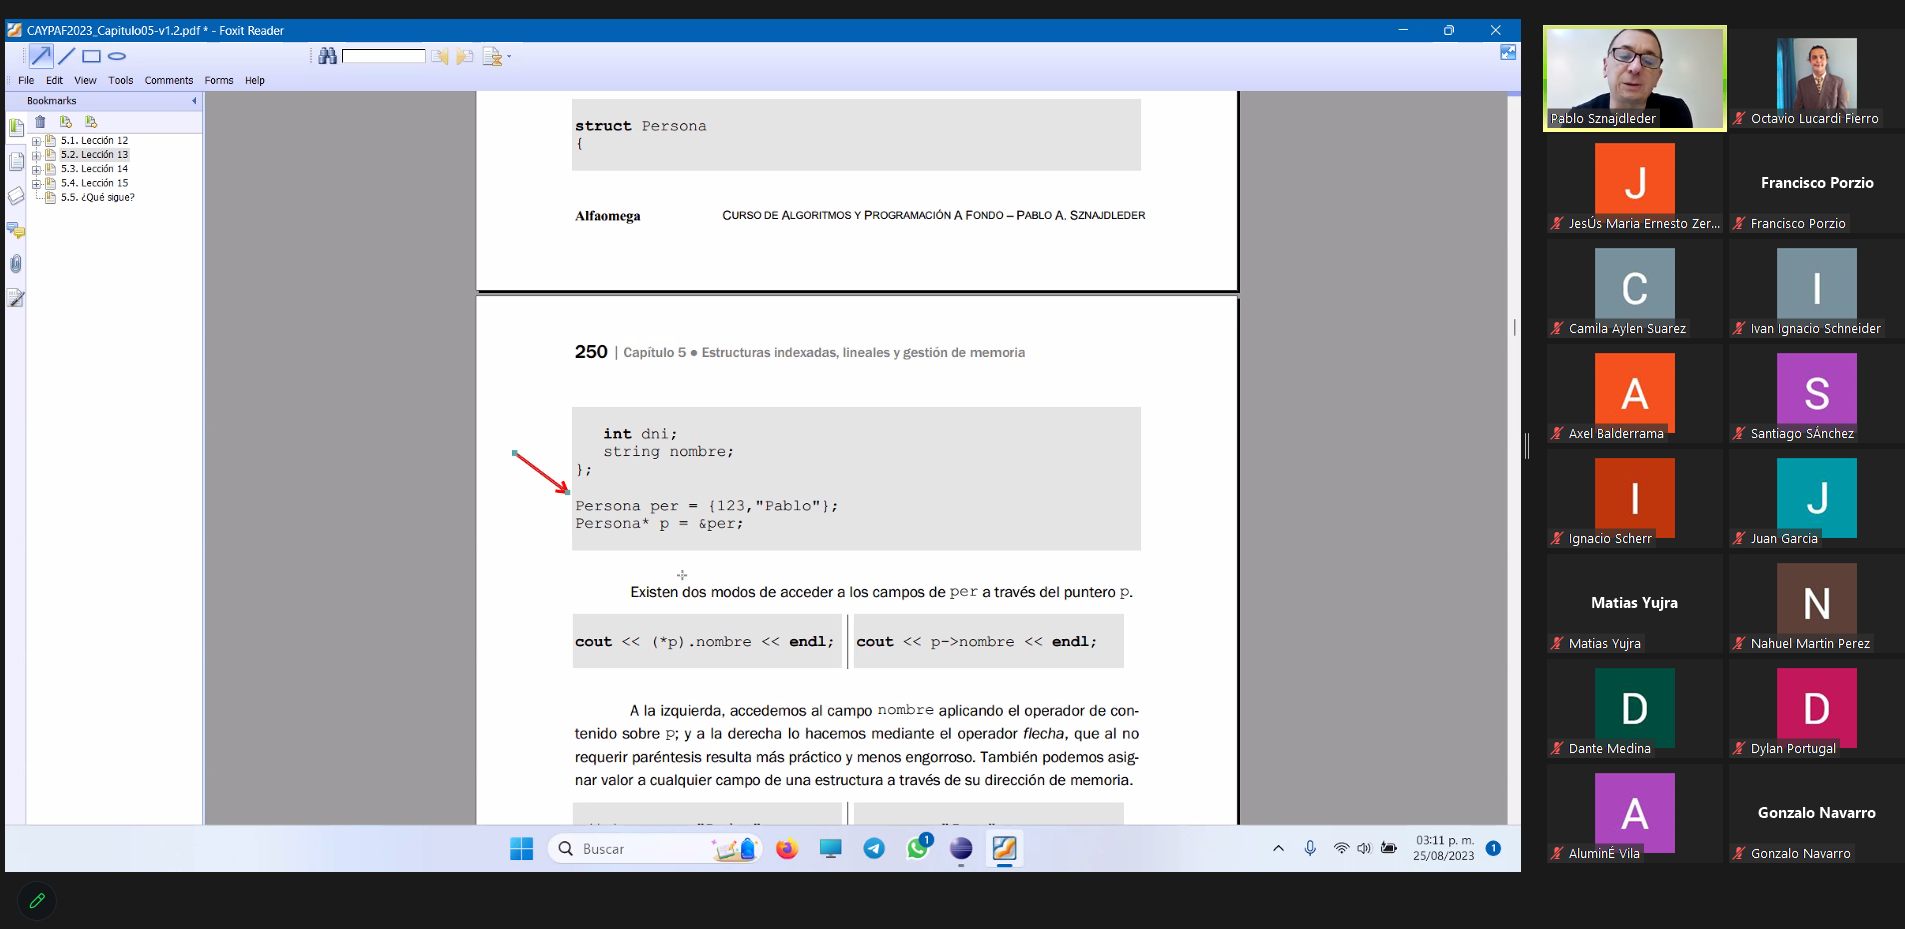 CAYPAF2023_Capitulo05-v1.2.pdf * - Foxit Reader
File Edit View Tools Comments Forms Help
Bookmarks
5.1. Lección 12
5.2. Lección 13
5.3. Lección 14
5.4. Lección 15
5.5. ¿Qué sigue?
struct Persona
{
Alfaomega CURSO DE ALGORITMOS Y PROGRAMACIÓN A FONDO – PABLO A. SZNAJDLEDER
250 | Capítulo 5 ● Estructuras indexadas, lineales y gestión de memoria
int dni;
string nombre;
};
Persona per = {123,"Pablo"};
Persona* p = &per;
Existen dos modos de acceder a los campos de per a través del puntero p.
cout << (*p).nombre << endl; cout << p->nombre << endl;
A la izquierda, accedemos al campo nombre aplicando el operador de con-
tenido sobre p; y a la derecha lo hacemos mediante el operador flecha, que al no
requerir paréntesis resulta más práctico y menos engorroso. También podemos asig-
nar valor a cualquier campo de una estructura a través de su dirección de memoria.
Buscar
1
03:11 p. m.
25/08/2023
1
Pablo Sznajdleder
Octavio Lucardi Fierro
J
JesÚs Maria Ernesto Zer...
Francisco Porzio
Francisco Porzio
C
Camila Aylen Suarez
I
Ivan Ignacio Schneider
A
Axel Balderrama
S
Santiago SÁnchez
I
Ignacio Scherr
J
Juan Garcia
Matias Yujra
Matias Yujra
N
Nahuel Martin Perez
D
Dante Medina
D
Dylan Portugal
A
AluminÉ Vila
Gonzalo Navarro
Gonzalo Navarro